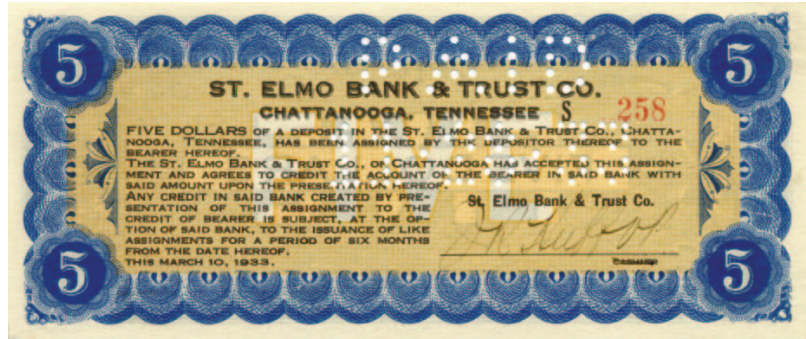 5 5
ST. ELMO BANK & TRUST CO.
CHATTANOOGA, TENNESSEE S 258
FIVE DOLLARS OF A DEPOSIT IN THE ST. ELMO BANK & TRUST CO., CHATTA-
NOOGA, TENNESSEE, HAS BEEN ASSIGNED BY THE DEPOSITOR THEREOF TO THE
BEARER HEREOF.
THE ST. ELMO BANK & TRUST CO., OF CHATTANOOGA HAS ACCEPTED THIS ASSIGN-
MENT AND AGREES TO CREDIT THE ACCOUNT OF THE BEARER IN SAID BANK WITH
SAID AMOUNT UPON THE PRESENTATION HEREOF.
ANY CREDIT IN SAID BANK CREATED BY PRE-
SENTATION OF THIS ASSIGNMENT TO THE
CREDIT OF BEARER IS SUBJECT, AT THE OP-
TION OF SAID BANK, TO THE ISSUANCE OF LIKE
ASSIGNMENTS FOR A PERIOD OF SIX MONTHS
FROM THE DATE HEREOF.
THIS MARCH 10, 1933.
FIVE
St. Elmo Bank & Trust Co.
CASHIER
5 5